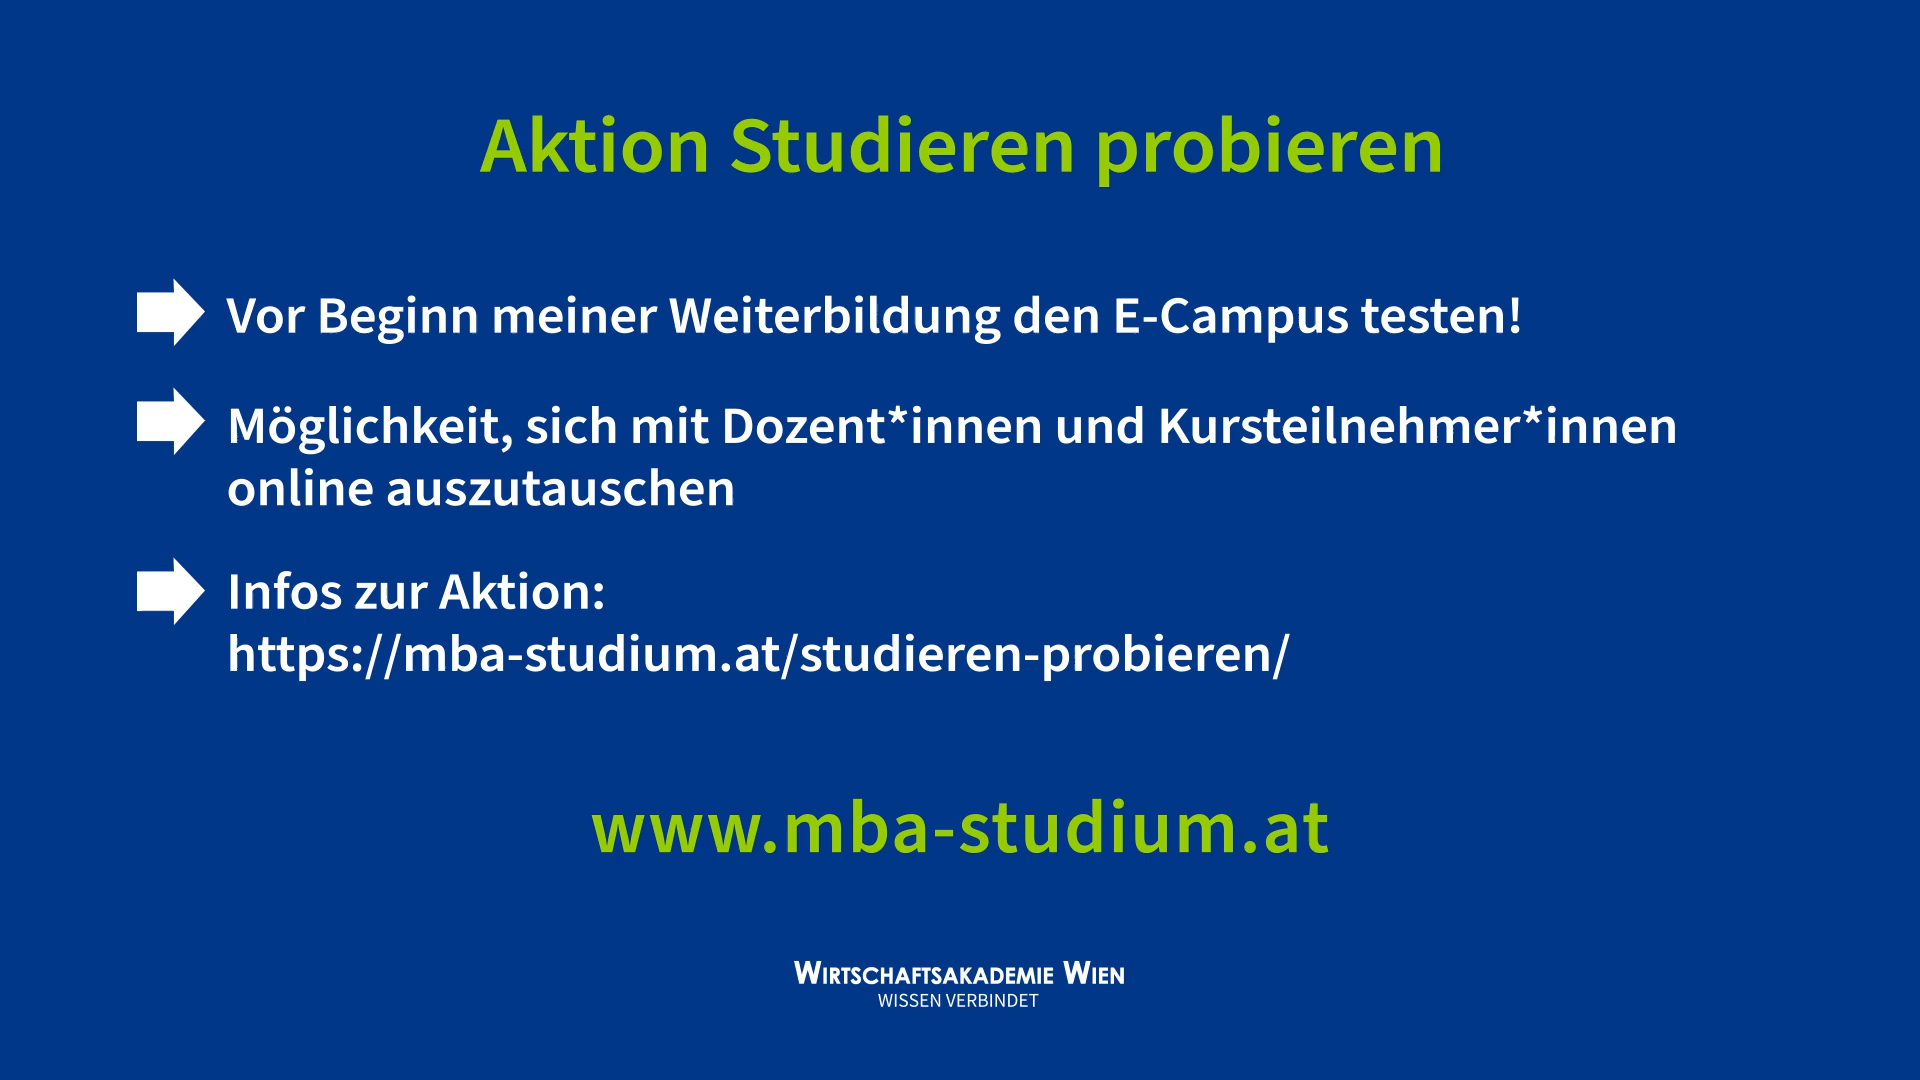 Aktion Studieren probieren
Vor Beginn meiner Weiterbildung den E-Campus testen!
Möglichkeit, sich mit Dozent*innen und Kursteilnehmer*innen
online auszutauschen
Infos zur Aktion:
https://mba-studium.at/studieren-probieren/
www.mba-studium.at
WIRTSCHAFTSAKADEMIE WIEN
WISSEN VERBINDET